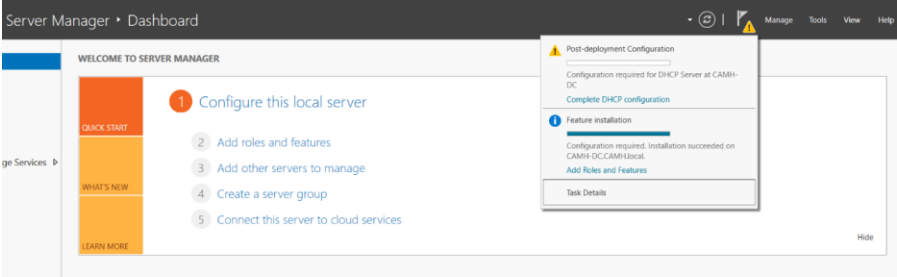 Server Manager ‣ Dashboard
Manage Tools View Help
WELCOME TO SERVER MANAGER
QUICK START
WHAT'S NEW
LEARN MORE
1 Configure this local server
2 Add roles and features
3 Add other servers to manage
4 Create a server group
5 Connect this server to cloud services
ge Services
Hide
Post-deployment Configuration
Configuration required for DHCP Server at CAMH-
DC
Complete DHCP configuration
Feature installation
Configuration required. Installation succeeded on
CAMH-DC.CAMH.local.
Add Roles and Features
Task Details